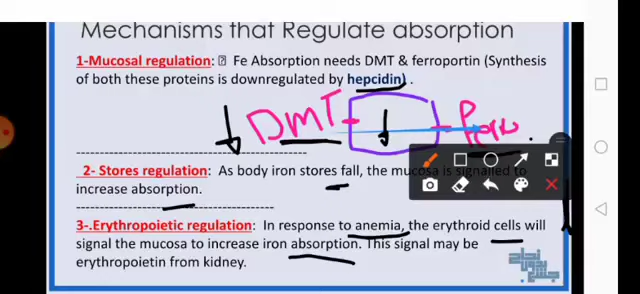 Mechanisms that Regulate absorption
1-Mucosal regulation: Fe Absorption needs DMT & ferroportin (Synthesis
of both these proteins is downregulated by hepcidin) .
DMT
2- Stores regulation: As body iron stores fall, the mucosa is signalled to
increase absorption.
3-.Erythropoietic regulation: In response to anemia, the erythroid cells will
signal the mucosa to increase iron absorption. This signal may be
erythropoietin from kidney.